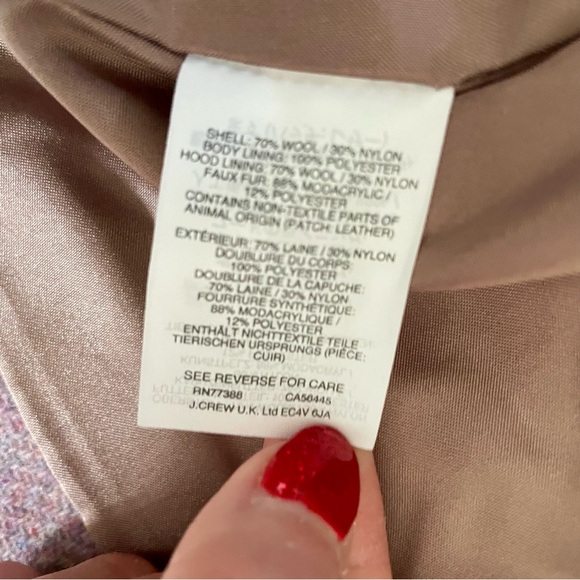 SHELL: 70% WOOL / 30% NYLON
BODY LINING: 100% POLYESTER
HOOD LINING: 70% WOOL / 30% NYLON
FAUX FUR: 88% MODACRYLIC /
12% POLYESTER
CONTAINS NON-TEXTILE PARTS OF
ANIMAL ORIGIN (PATCH: LEATHER)
EXTÉRIEUR: 70% LAINE / 30% NYLON
DOUBLURE DU CORPS:
100% POLYESTER
DOUBLURE DE LA CAPUCHE:
70% LAINE / 30% NYLON
FOURRURE SYNTHÉTIQUE:
88% MODACRYLIQUE /
12% POLYESTER
ENTHÄLT NICHTTEXTILE TEILE
TIERISCHEN URSPRUNGS (PIÈCE:
CUIR)
SEE REVERSE FOR CARE
RN77388 CA56445
J.CREW U.K. Ltd EC4V 6JA